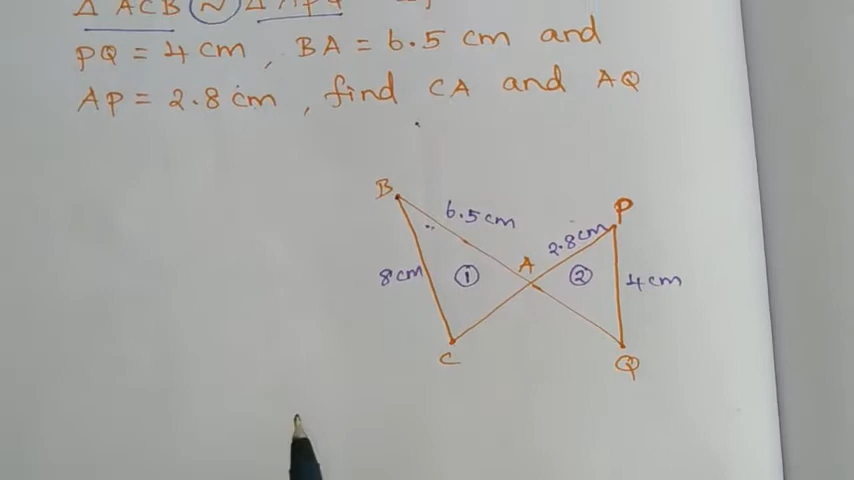 Δ ACB ~ Δ APQ
PQ = 4 cm, BA = 6.5 cm and
AP = 2.8 cm, find CA and AQ
B
6.5 cm
P
2.8 cm
A
8 cm
①
②
4 cm
C
Q